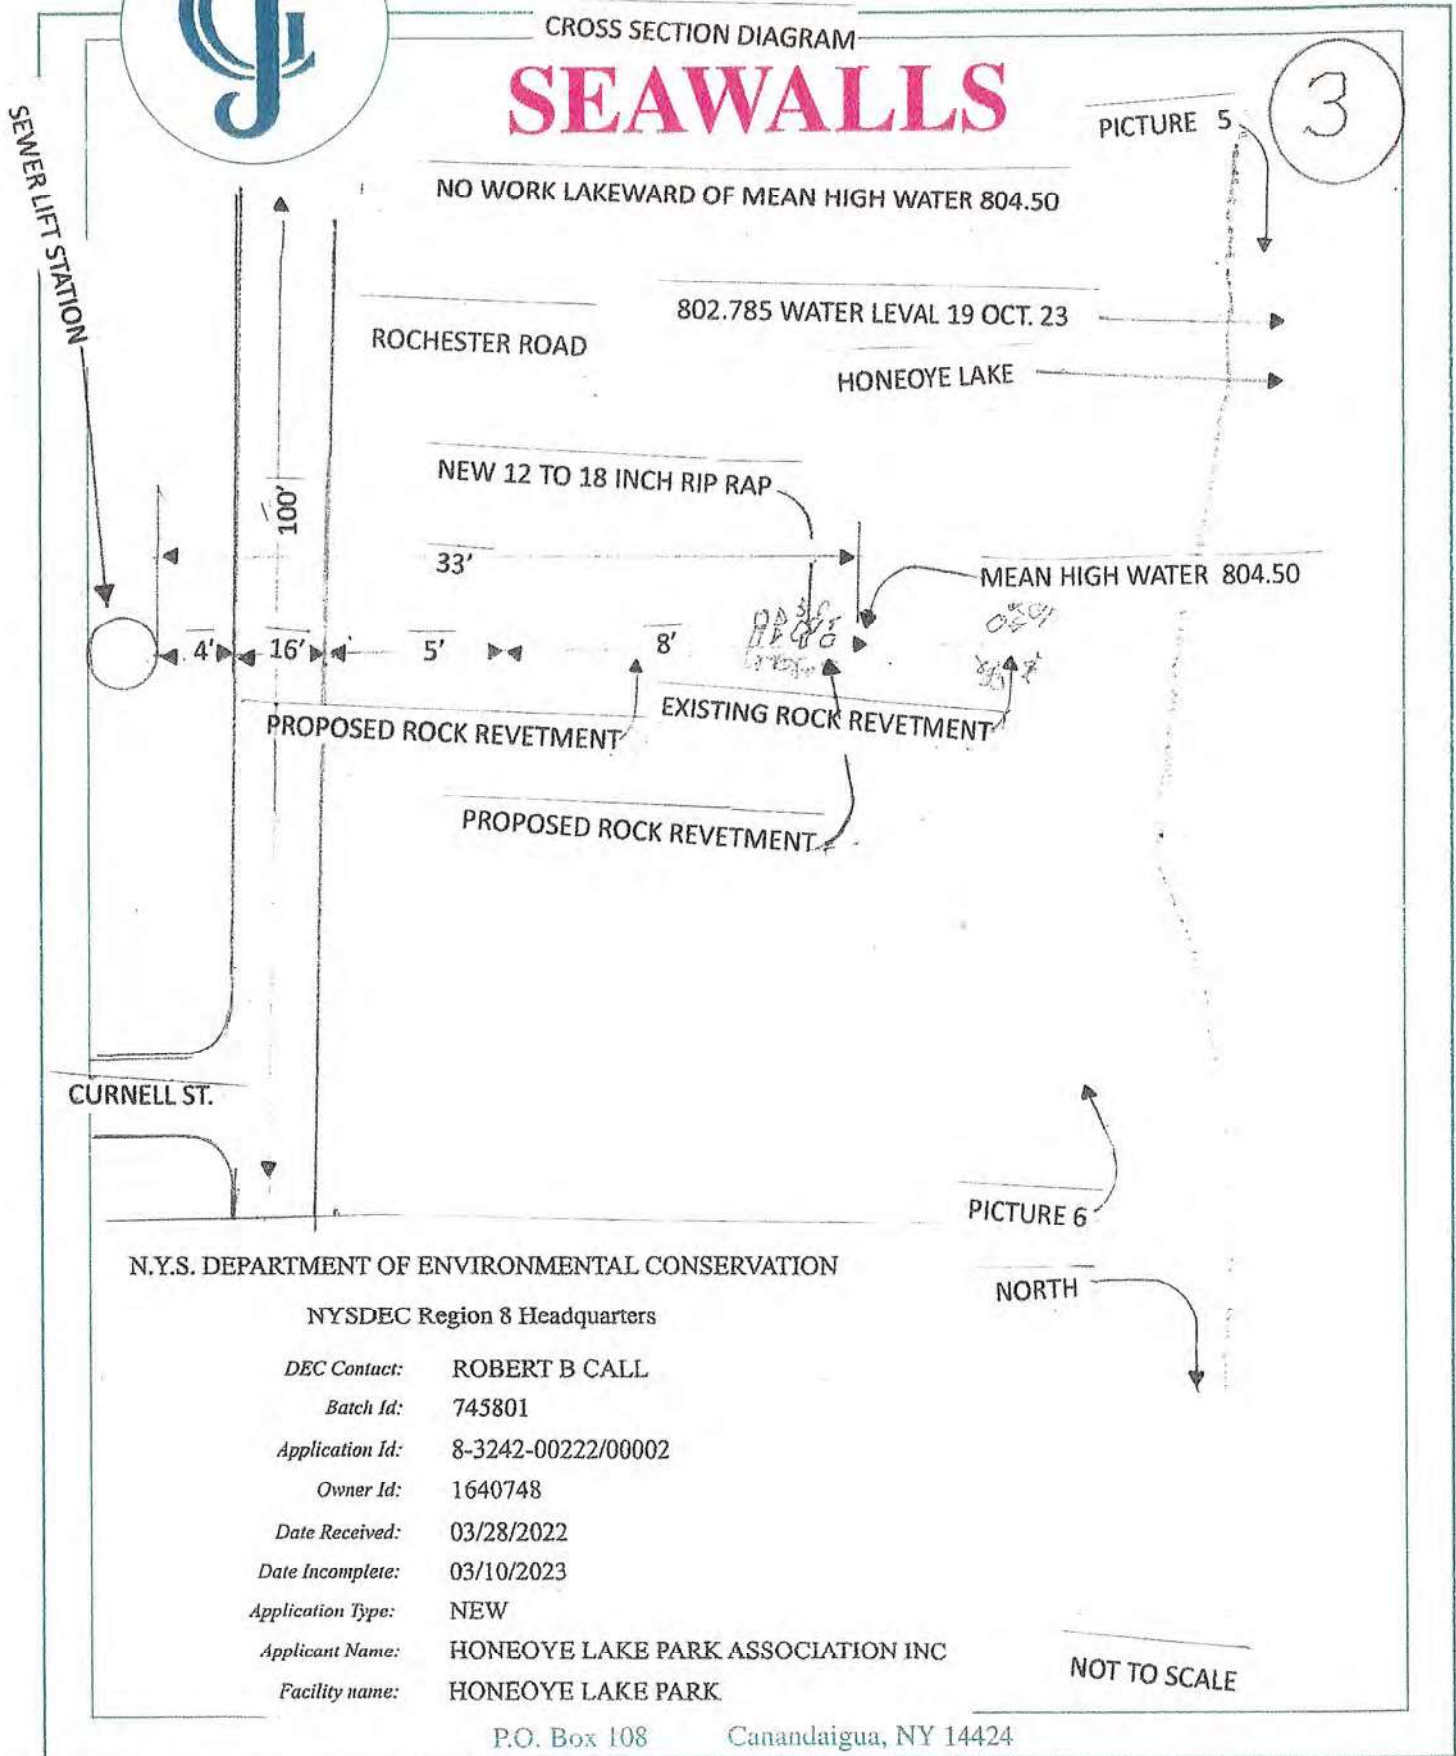 CROSS SECTION DIAGRAM
SEAWALLS
3
PICTURE 5
SEWER LIFT STATION
NO WORK LAKEWARD OF MEAN HIGH WATER 804.50
802.785 WATER LEVAL 19 OCT. 23
ROCHESTER ROAD
HONEOYE LAKE
NEW 12 TO 18 INCH RIP RAP
100'
33'
MEAN HIGH WATER 804.50
4'
16'
5'
8'
PROPOSED ROCK REVETMENT
EXISTING ROCK REVETMENT
PROPOSED ROCK REVETMENT
CURNELL ST.
PICTURE 6
N.Y.S. DEPARTMENT OF ENVIRONMENTAL CONSERVATION
NORTH
NYSDEC Region 8 Headquarters
DEC Contact: ROBERT B CALL
Batch Id: 745801
Application Id: 8-3242-00222/00002
Owner Id: 1640748
Date Received: 03/28/2022
Date Incomplete: 03/10/2023
Application Type: NEW
Applicant Name: HONEOYE LAKE PARK ASSOCIATION INC
Facility name: HONEOYE LAKE PARK
NOT TO SCALE
P.O. Box 108 Canandaigua, NY 14424